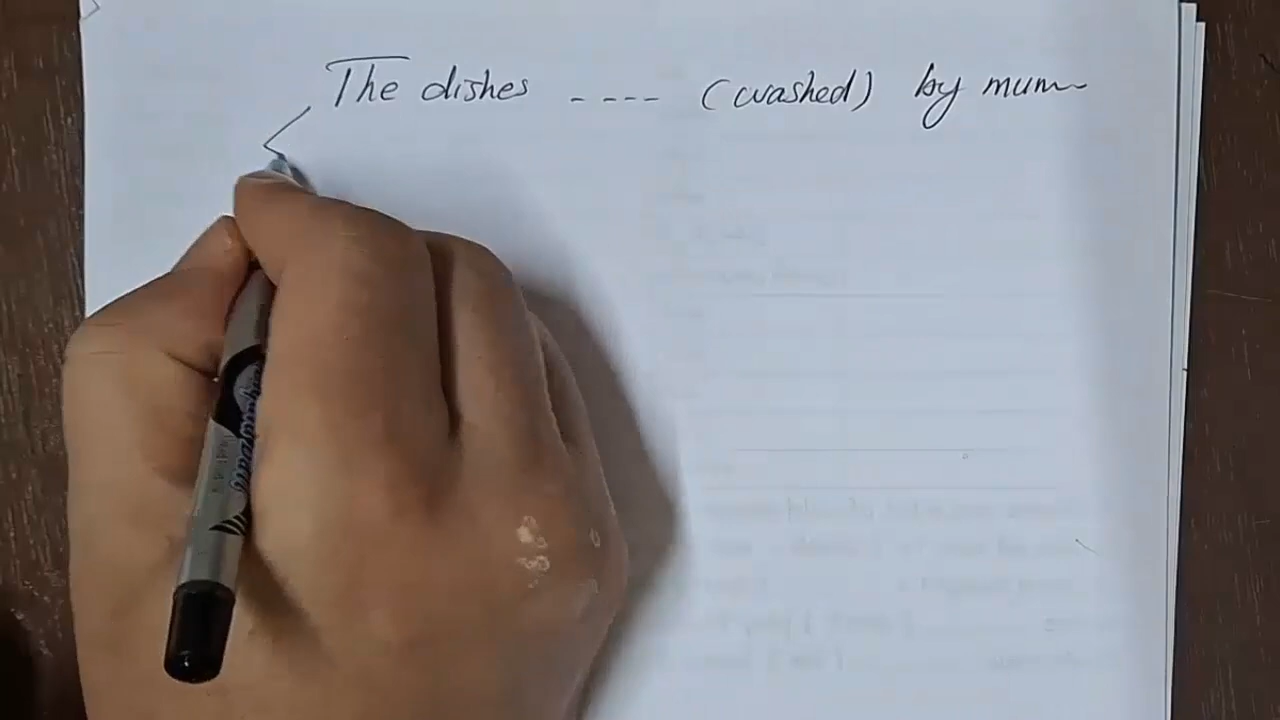 The dishes ---- (washed) by mum